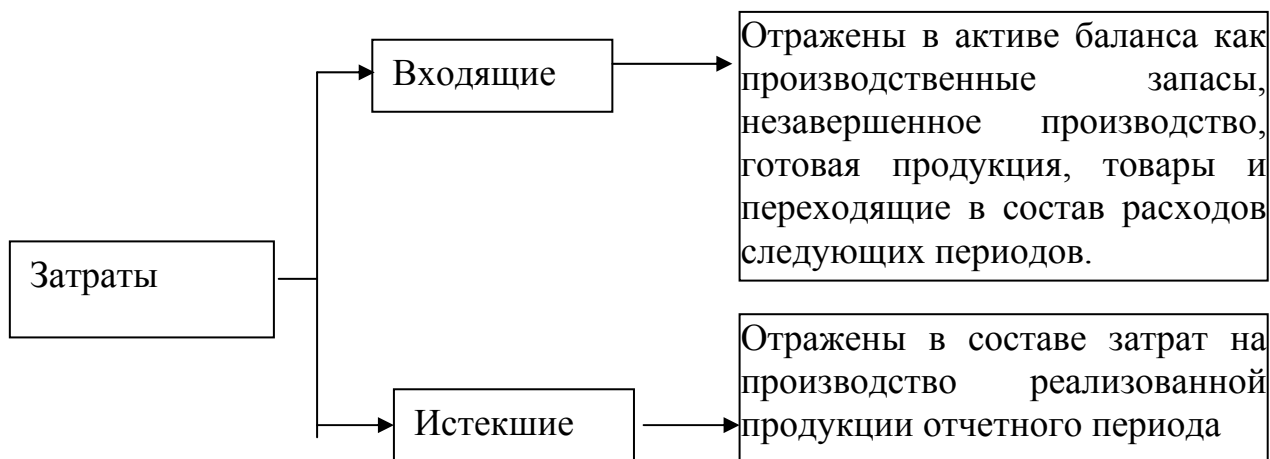 Затраты
Входящие
Отражены в активе баланса как
производственные запасы,
незавершенное производство,
готовая продукция, товары и
переходящие в состав расходов
следующих периодов.
Истекшие
Отражены в составе затрат на
производство реализованной
продукции отчетного периода